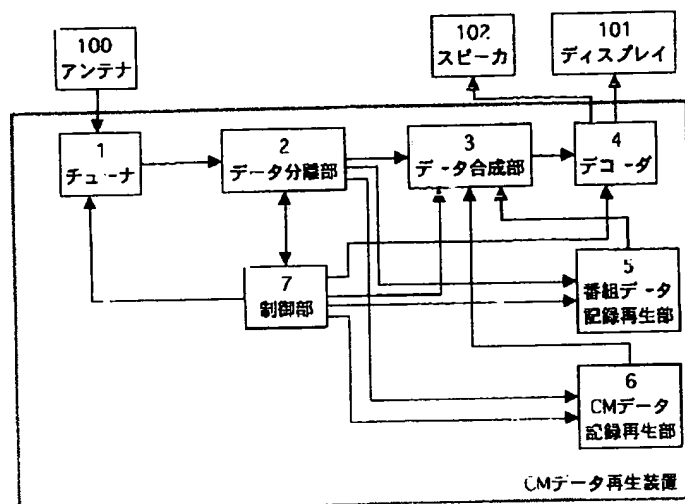 100
アンテナ
102
スピーカ
101
ディスプレイ
1
チューナ
2
データ分離部
3
データ合成部
4
デコーダ
7
制御部
5
番組データ
記録再生部
6
CMデータ
記録再生部
CMデータ再生装置